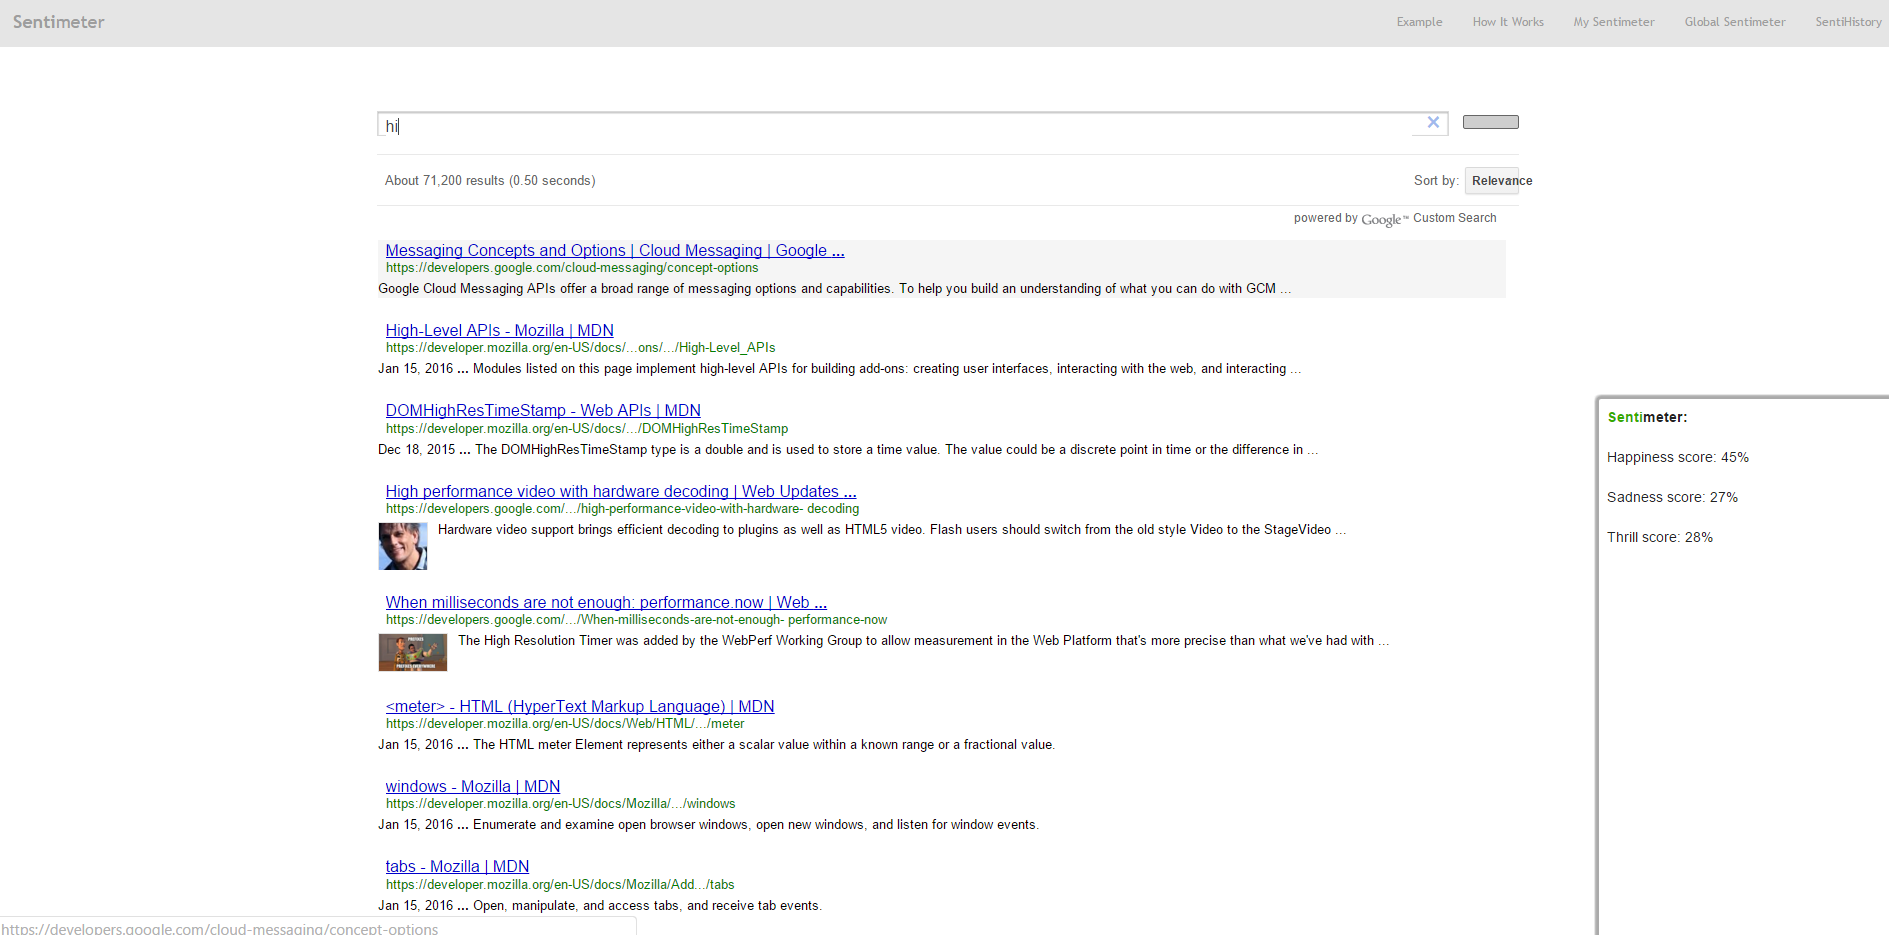 Sentimeter
Example How It Works My Sentimeter Global Sentimeter SentiHistory
hi
About 71,200 results (0.50 seconds)
Sort by: Relevance
powered by Google™ Custom Search
Messaging Concepts and Options | Cloud Messaging | Google ...
https://developers.google.com/cloud-messaging/concept-options
Google Cloud Messaging APIs offer a broad range of messaging options and capabilities. To help you build an understanding of what you can do with GCM ...
High-Level APIs - Mozilla | MDN
https://developer.mozilla.org/en-US/docs/...ons/.../High-Level_APIs
Jan 15, 2016 ... Modules listed on this page implement high-level APIs for building add-ons: creating user interfaces, interacting with the web, and interacting ...
DOMHighResTimeStamp - Web APIs | MDN
https://developer.mozilla.org/en-US/docs/.../DOMHighResTimeStamp
Dec 18, 2015 ... The DOMHighResTimeStamp type is a double and is used to store a time value. The value could be a discrete point in time or the difference in ...
High performance video with hardware decoding | Web Updates ...
https://developers.google.com/.../high-performance-video-with-hardware- decoding
Hardware video support brings efficient decoding to plugins as well as HTML5 video. Flash users should switch from the old style Video to the StageVideo ...
When milliseconds are not enough: performance.now | Web ...
https://developers.google.com/.../When-milliseconds-are-not-enough- performance-now
PREFIXES
PREFIXES EVERYWHERE
The High Resolution Timer was added by the WebPerf Working Group to allow measurement in the Web Platform that's more precise than what we've had with ...
<meter> - HTML (HyperText Markup Language) | MDN
https://developer.mozilla.org/en-US/docs/Web/HTML/.../meter
Jan 15, 2016 ... The HTML meter Element represents either a scalar value within a known range or a fractional value.
windows - Mozilla | MDN
https://developer.mozilla.org/en-US/docs/Mozilla/.../windows
Jan 15, 2016 ... Enumerate and examine open browser windows, open new windows, and listen for window events.
tabs - Mozilla | MDN
https://developer.mozilla.org/en-US/docs/Mozilla/Add.../tabs
Jan 15, 2016 ... Open, manipulate, and access tabs, and receive tab events.
https://developers.google.com/cloud-messaging/concept-options
Sentimeter:
Happiness score: 45%
Sadness score: 27%
Thrill score: 28%